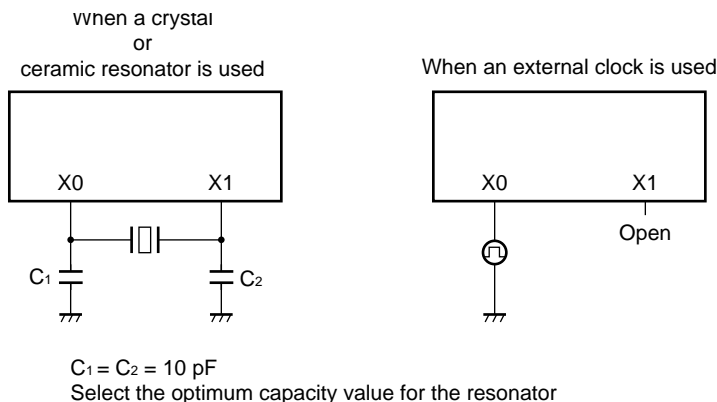 When a crystal
or
ceramic resonator is used
When an external clock is used
X0 X1
C1 C2
X0 X1
Open
C1 = C2 = 10 pF
Select the optimum capacity value for the resonator